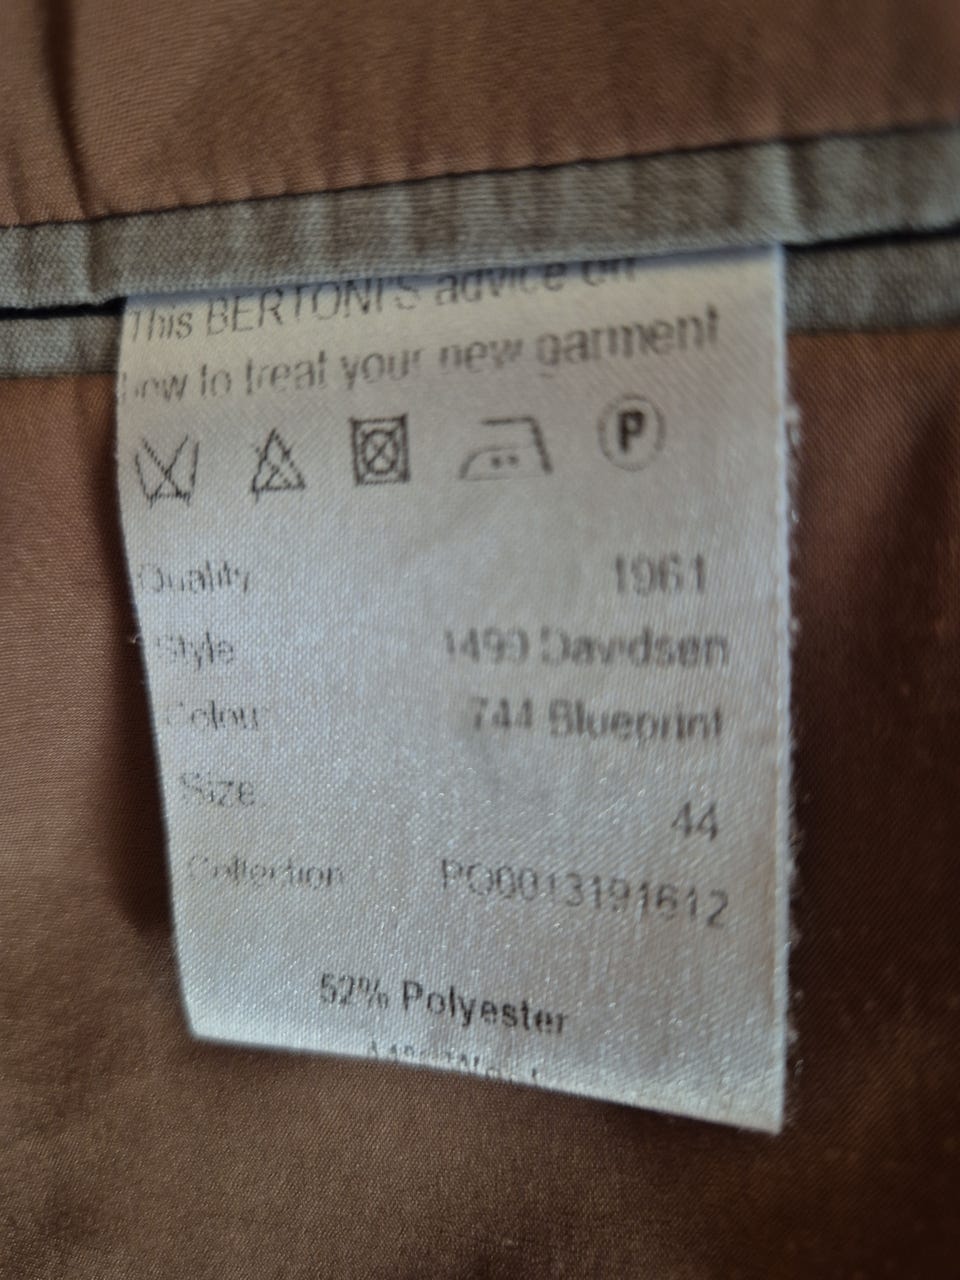 This BERTONI'S advice on
how to treat your new garment
P
Quality 1961
Style 1499 Davidsen
Colour 744 Blueprint
Size 44
Collection PO0013191612
52% Polyester